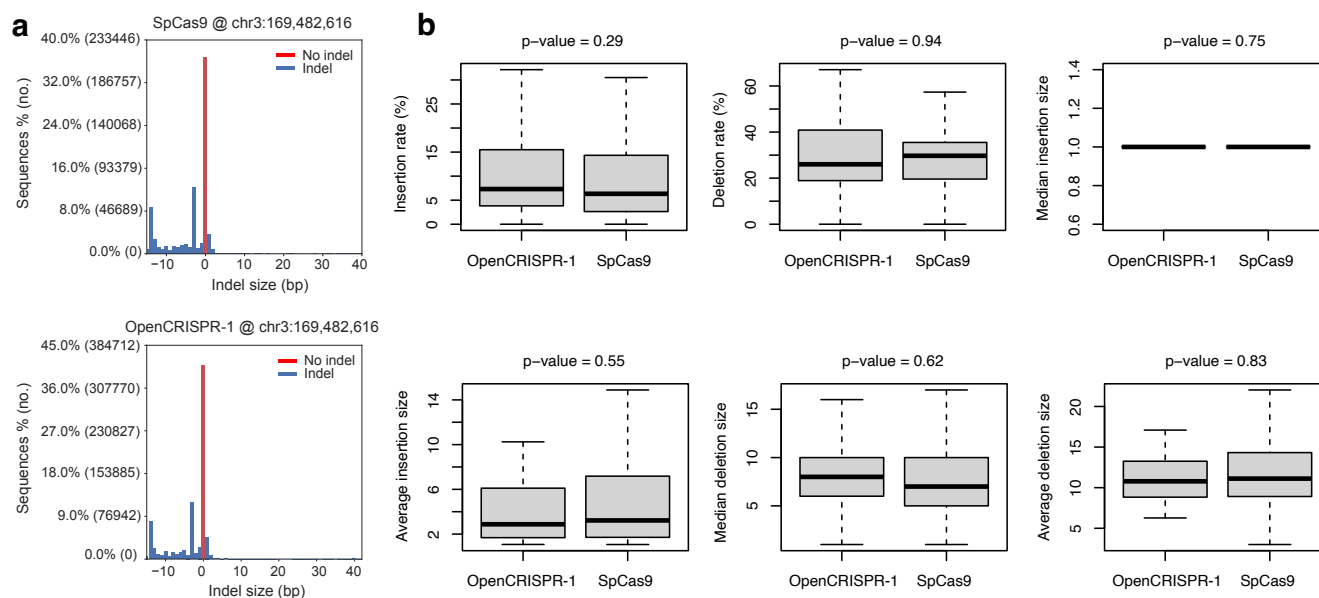 a
SpCas9 @ chr3:169,482,616
40.0% (233446)
32.0% (186757)
24.0% (140068)
16.0% (93379)
8.0% (46689)
0.0% (0)
Sequences % (no.)
No indel
Indel
−10 0 10 20 30 40
Indel size (bp)
OpenCRISPR-1 @ chr3:169,482,616
45.0% (384712)
36.0% (307770)
27.0% (230827)
18.0% (153885)
9.0% (76942)
0.0% (0)
Sequences % (no.)
No indel
Indel
−10 0 10 20 30 40
Indel size (bp)
b
p−value = 0.29
Insertion rate (%)
0 5 15 25
OpenCRISPR-1 SpCas9
p−value = 0.94
Deletion rate (%)
0 20 40 60
OpenCRISPR-1 SpCas9
p−value = 0.75
Median insertion size
0.6 0.8 1.0 1.2 1.4
OpenCRISPR-1 SpCas9
p−value = 0.55
Average insertion size
2 6 10 14
OpenCRISPR-1 SpCas9
p−value = 0.62
Median deletion size
5 10 15
OpenCRISPR-1 SpCas9
p−value = 0.83
Average deletion size
5 10 15 20
OpenCRISPR-1 SpCas9